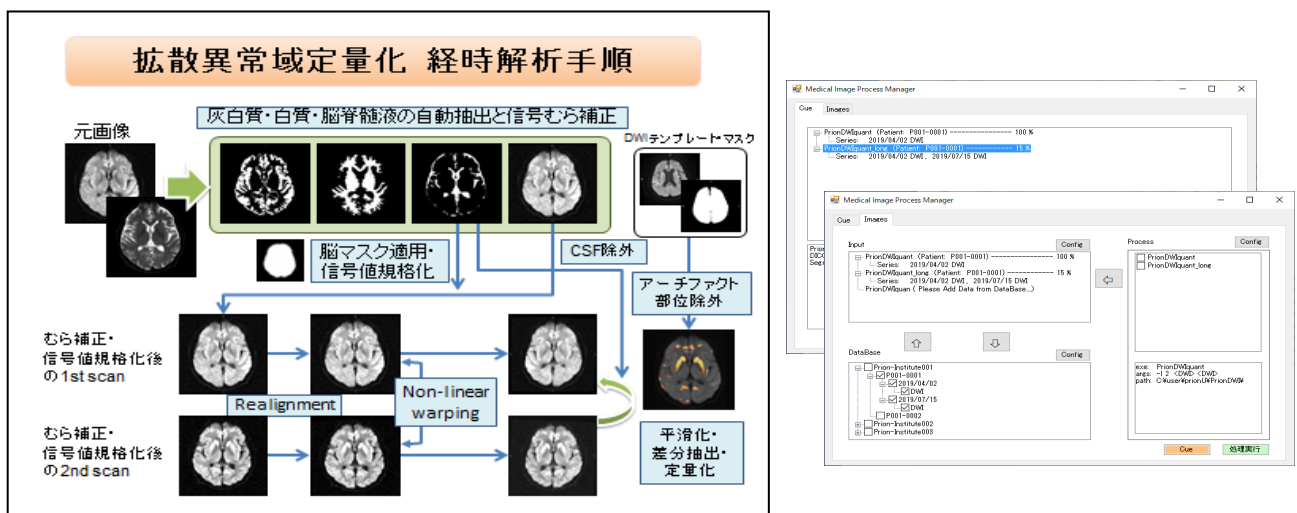 拡散異常域定量化 経時解析手順
灰白質・白質・脳脊髄液の自動抽出と信号むら補正
元画像
DWIテンプレート・マスク
脳マスク適用・
信号値規格化
CSF除外
アーチファクト
部位除外
むら補正・
信号値規格化後
の1st scan
Realignment
Non-linear
warping
むら補正・
信号値規格化後
の2nd scan
平滑化・
差分抽出・
定量化
Medical Image Process Manager
Cue Images
PrionDWIquant (Patient: P001-0001) ---------------- 100 %
Series: 2019/04/02 DWI
PrionDWIquant_long (Patient: P001-0001) ------------- 15 %
Series: 2019/04/02 DWI, 2019/07/15 DWI
Medical Image Process Manager
Cue Images
Input
Config
PrionDWIquant (Patient: P001-0001) ---------------- 100 %
Series: 2019/04/02 DWI
PrionDWIquant_long (Patient: P001-0001) ------------- 15 %
Series: 2019/04/02 DWI, 2019/07/15 DWI
PrionDWIquan ( Please Add Data from DataBase...)
Process
Config
PrionDWIquant
PrionDWIquant_long
DataBase
Config
Prion-Institute001
P001-0001
2019/04/02
DWI
2019/07/15
DWI
P001-0002
Prion-Institute002
Prion-Institute003
exe: PrionDWIquant
args: -l 2 <DWD <DWD
path: C:¥user¥prionU¥PrionDWI¥
Cue
処理実行